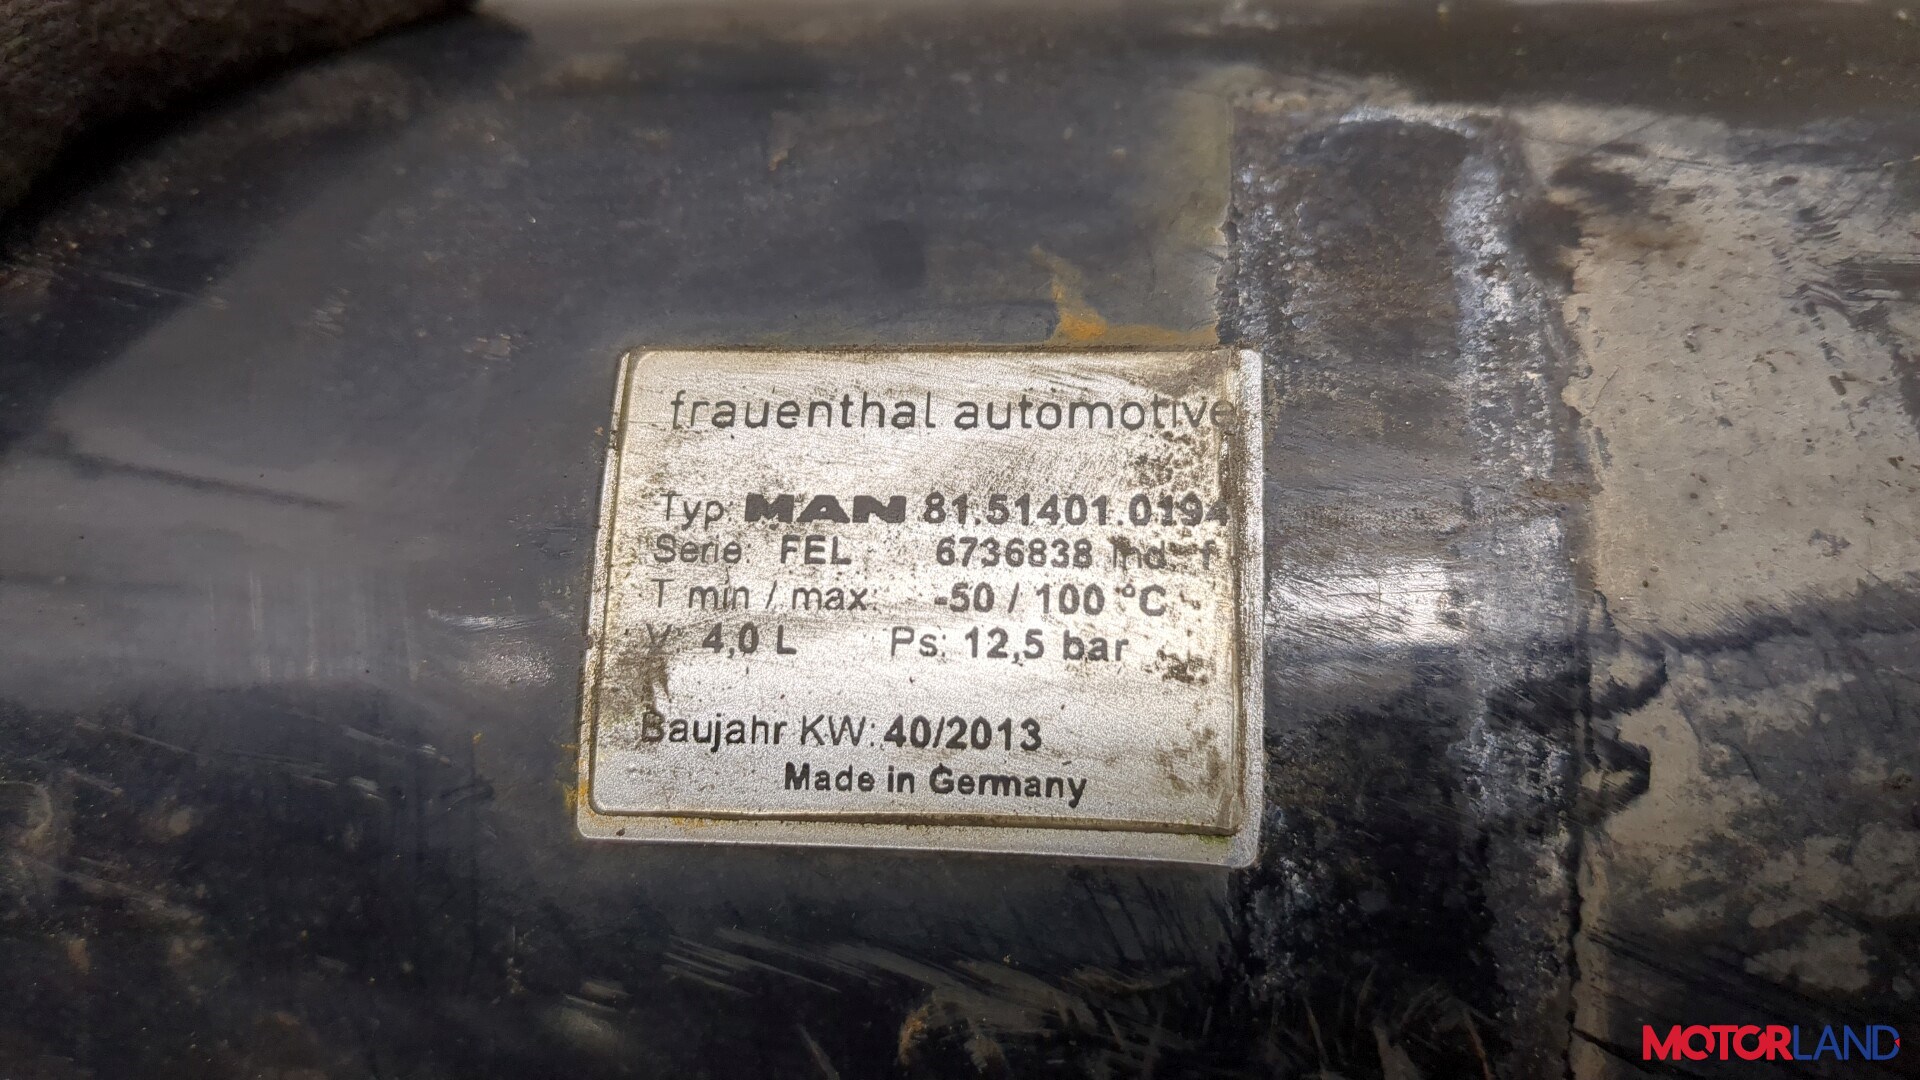 frauenthal automotive
Typ: MAN 81.51401.0194
Serie: FEL 6736838 Ind. f
T min / max: -50 / 100 °C
V: 4,0 L Ps: 12,5 bar
Baujahr KW: 40/2013
Made in Germany
MOTORLAND